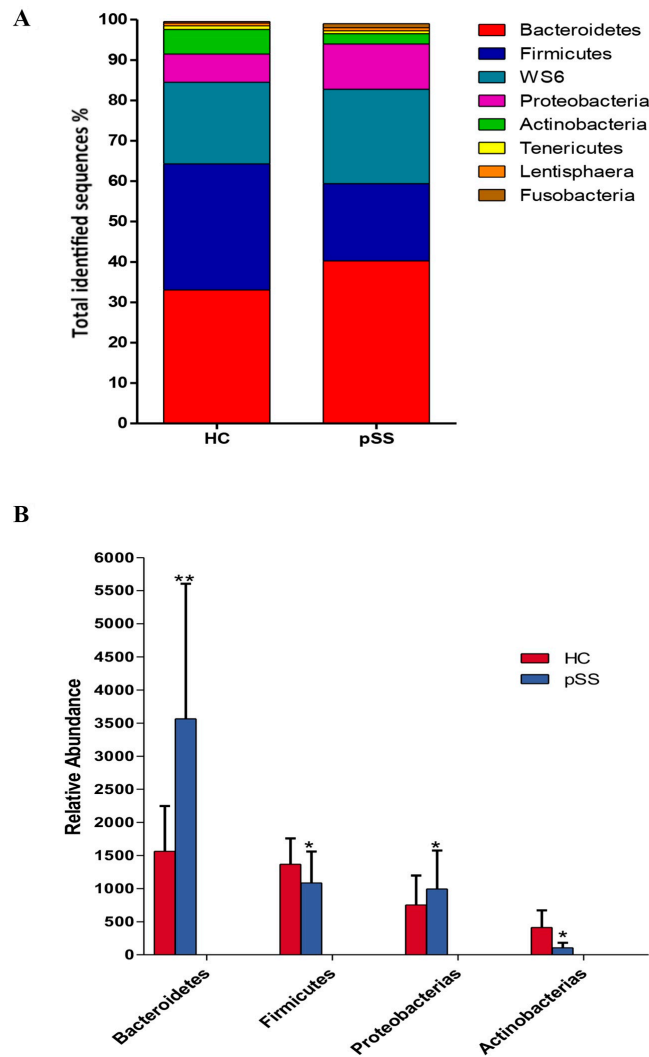 A
Total identified sequences %
100
90
80
70
60
50
40
30
20
10
0
HC
pSS
Bacteroidetes
Firmicutes
WS6
Proteobacteria
Actinobacteria
Tenericutes
Lentisphaera
Fusobacteria
B
Relative Abundance
6000
5500
5000
4500
4000
3500
3000
2500
2000
1500
1000
500
0
**
*
*
*
HC
pSS
Bacteroidetes
Firmicutes
Proteobacterias
Actinobacterias